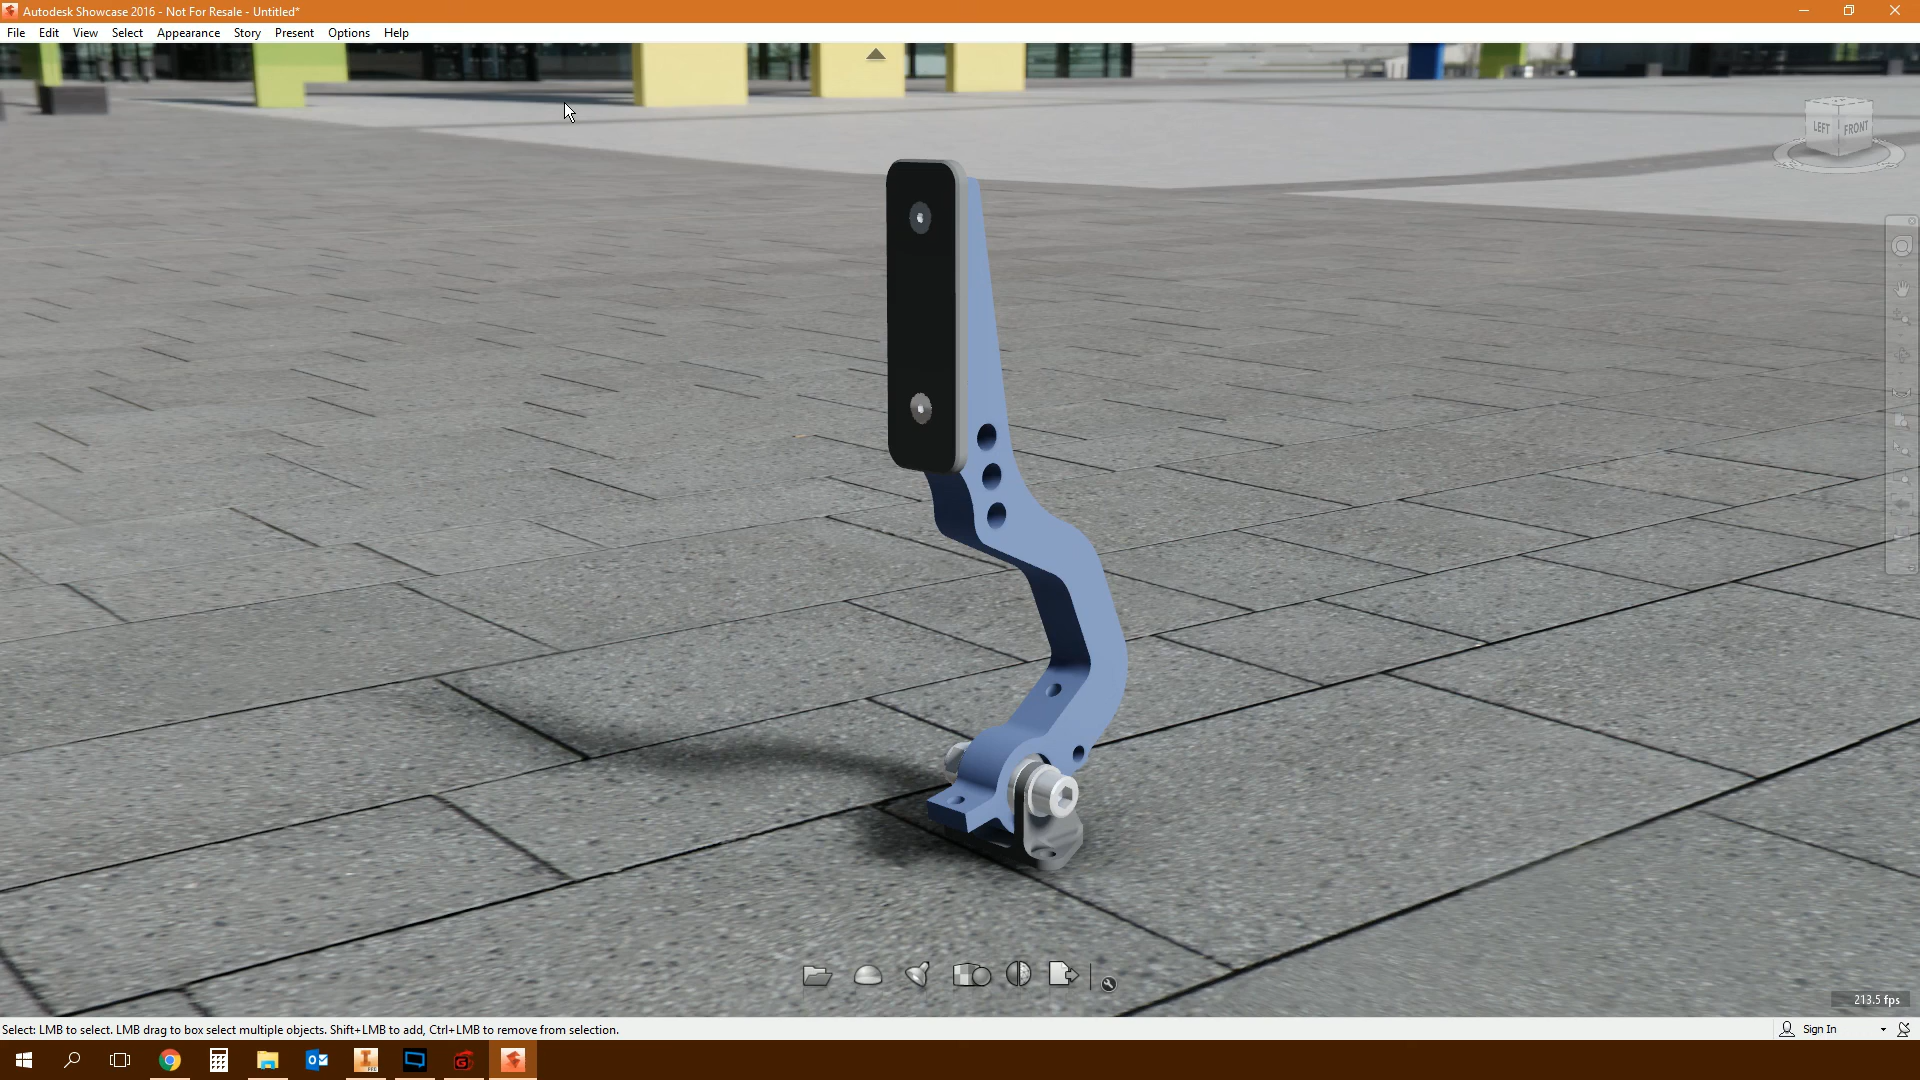 Autodesk Showcase 2016 - Not For Resale - Untitled*
File Edit View Select Appearance Story Present Options Help
LEFT FRONT
213.5 fps
Select: LMB to select. LMB drag to box select multiple objects. Shift+LMB to add, Ctrl+LMB to remove from selection.
Sign In